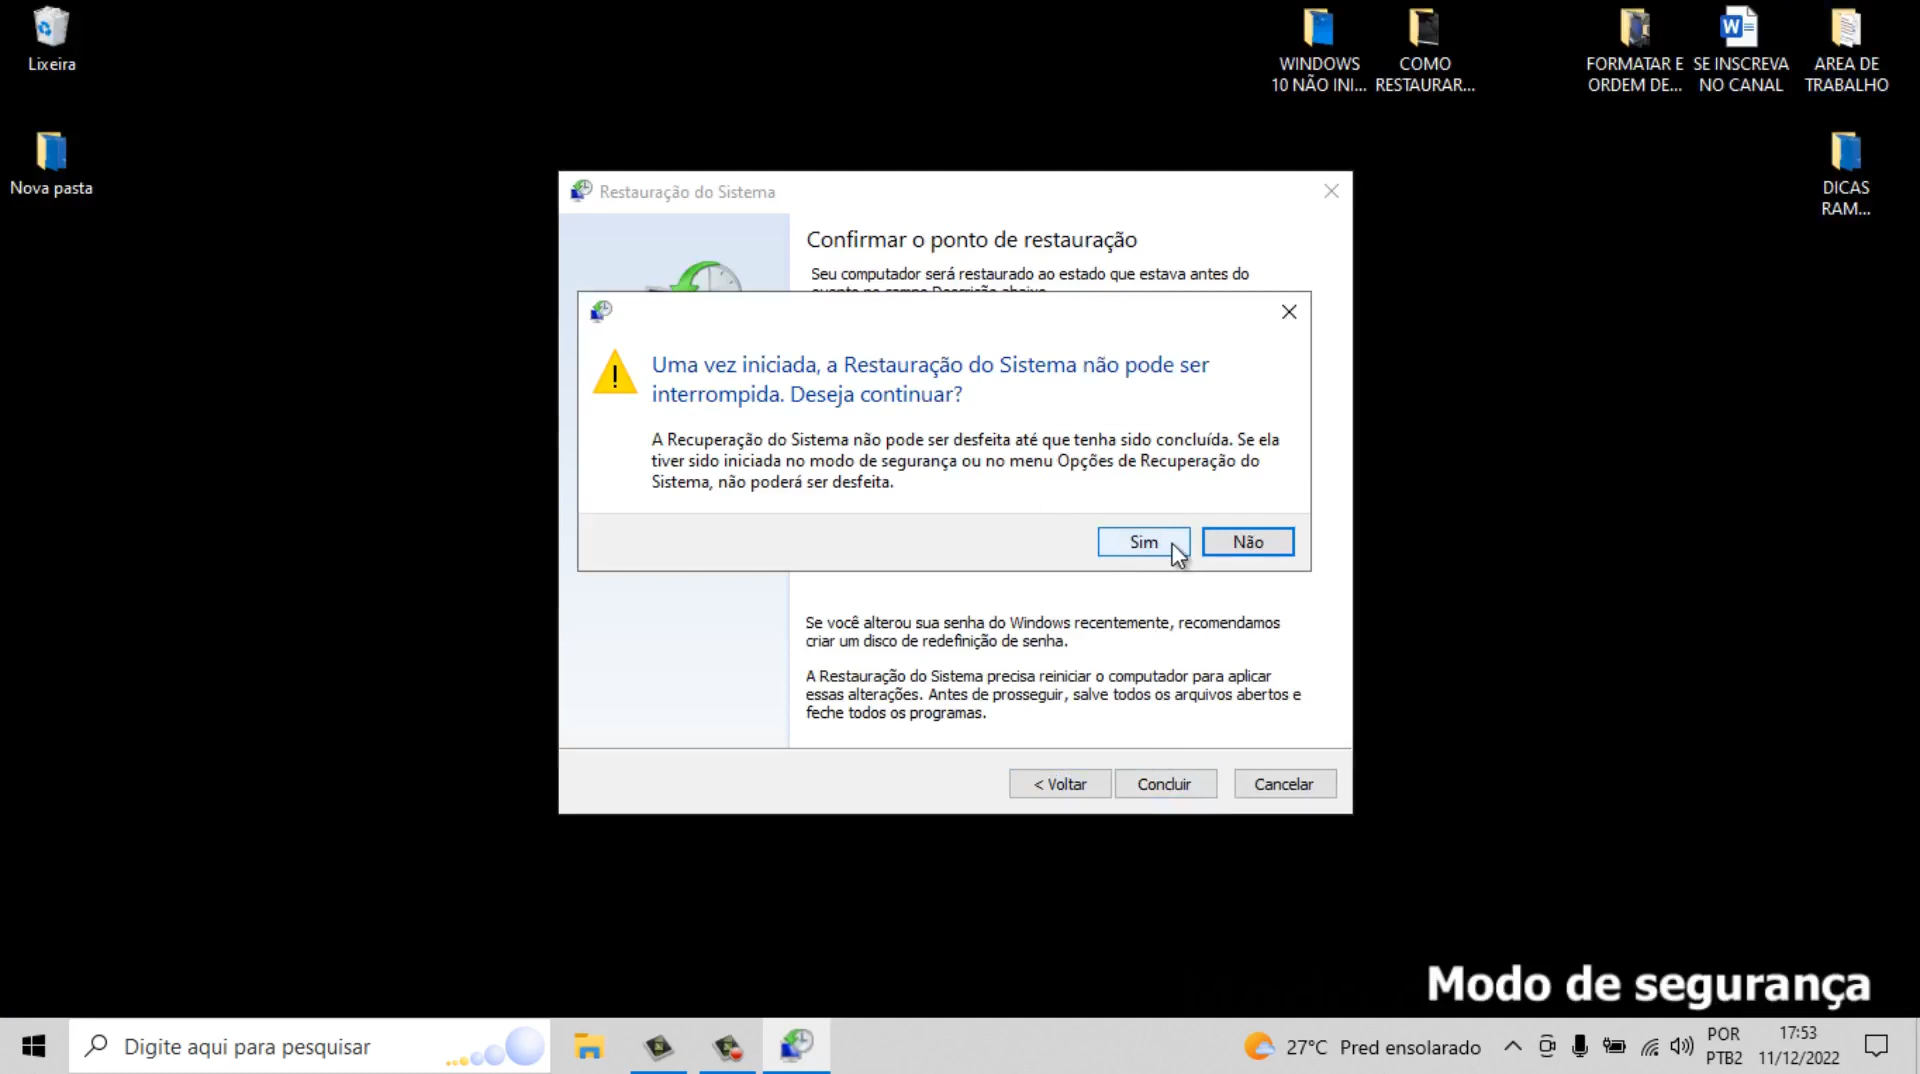 Lixeira
Nova pasta
WINDOWS
10 NÃO INI...
COMO
RESTAURAR...
FORMATAR E
ORDEM DE...
SE INSCREVA
NO CANAL
AREA DE
TRABALHO
DICAS
RAM...
Restauração do Sistema
Confirmar o ponto de restauração
Seu computador será restaurado ao estado que estava antes do
evento no campo Descrição abaixo.
Uma vez iniciada, a Restauração do Sistema não pode ser
interrompida. Deseja continuar?
A Recuperação do Sistema não pode ser desfeita até que tenha sido concluída. Se ela
tiver sido iniciada no modo de segurança ou no menu Opções de Recuperação do
Sistema, não poderá ser desfeita.
Sim
Não
Se você alterou sua senha do Windows recentemente, recomendamos
criar um disco de redefinição de senha.
A Restauração do Sistema precisa reiniciar o computador para aplicar
essas alterações. Antes de prosseguir, salve todos os arquivos abertos e
feche todos os programas.
< Voltar
Concluir
Cancelar
Modo de segurança
Digite aqui para pesquisar
27°C Pred ensolarado
POR
PTB2
17:53
11/12/2022